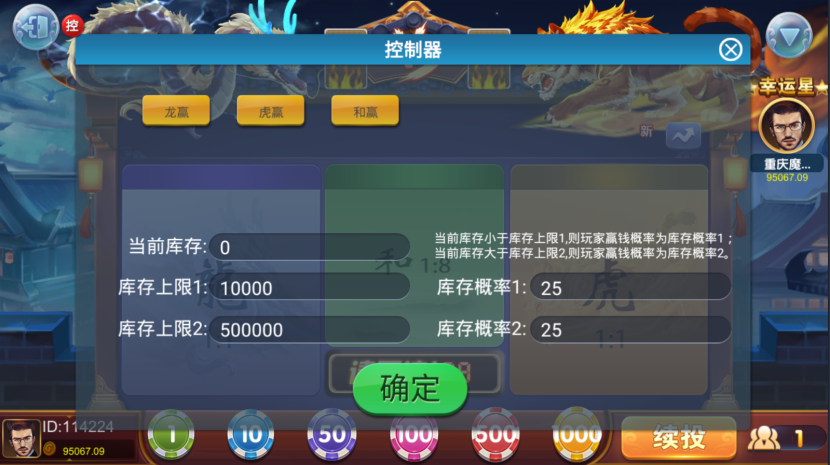 控
控制器
龙赢
虎赢
和赢
幸运星
新
重庆魔...
95067.09
当前库存:
0
当前库存小于库存上限1,则玩家赢钱概率为库存概率1；
当前库存大于库存上限2,则玩家赢钱概率为库存概率2。
和
1:8
库存上限1:
10000
库存概率1:
25
龍
虎
库存上限2:
500000
库存概率2:
25
1:1
1:1
确定
ID:114224
95067.09
1
10
50
100
500
1000
续投
1